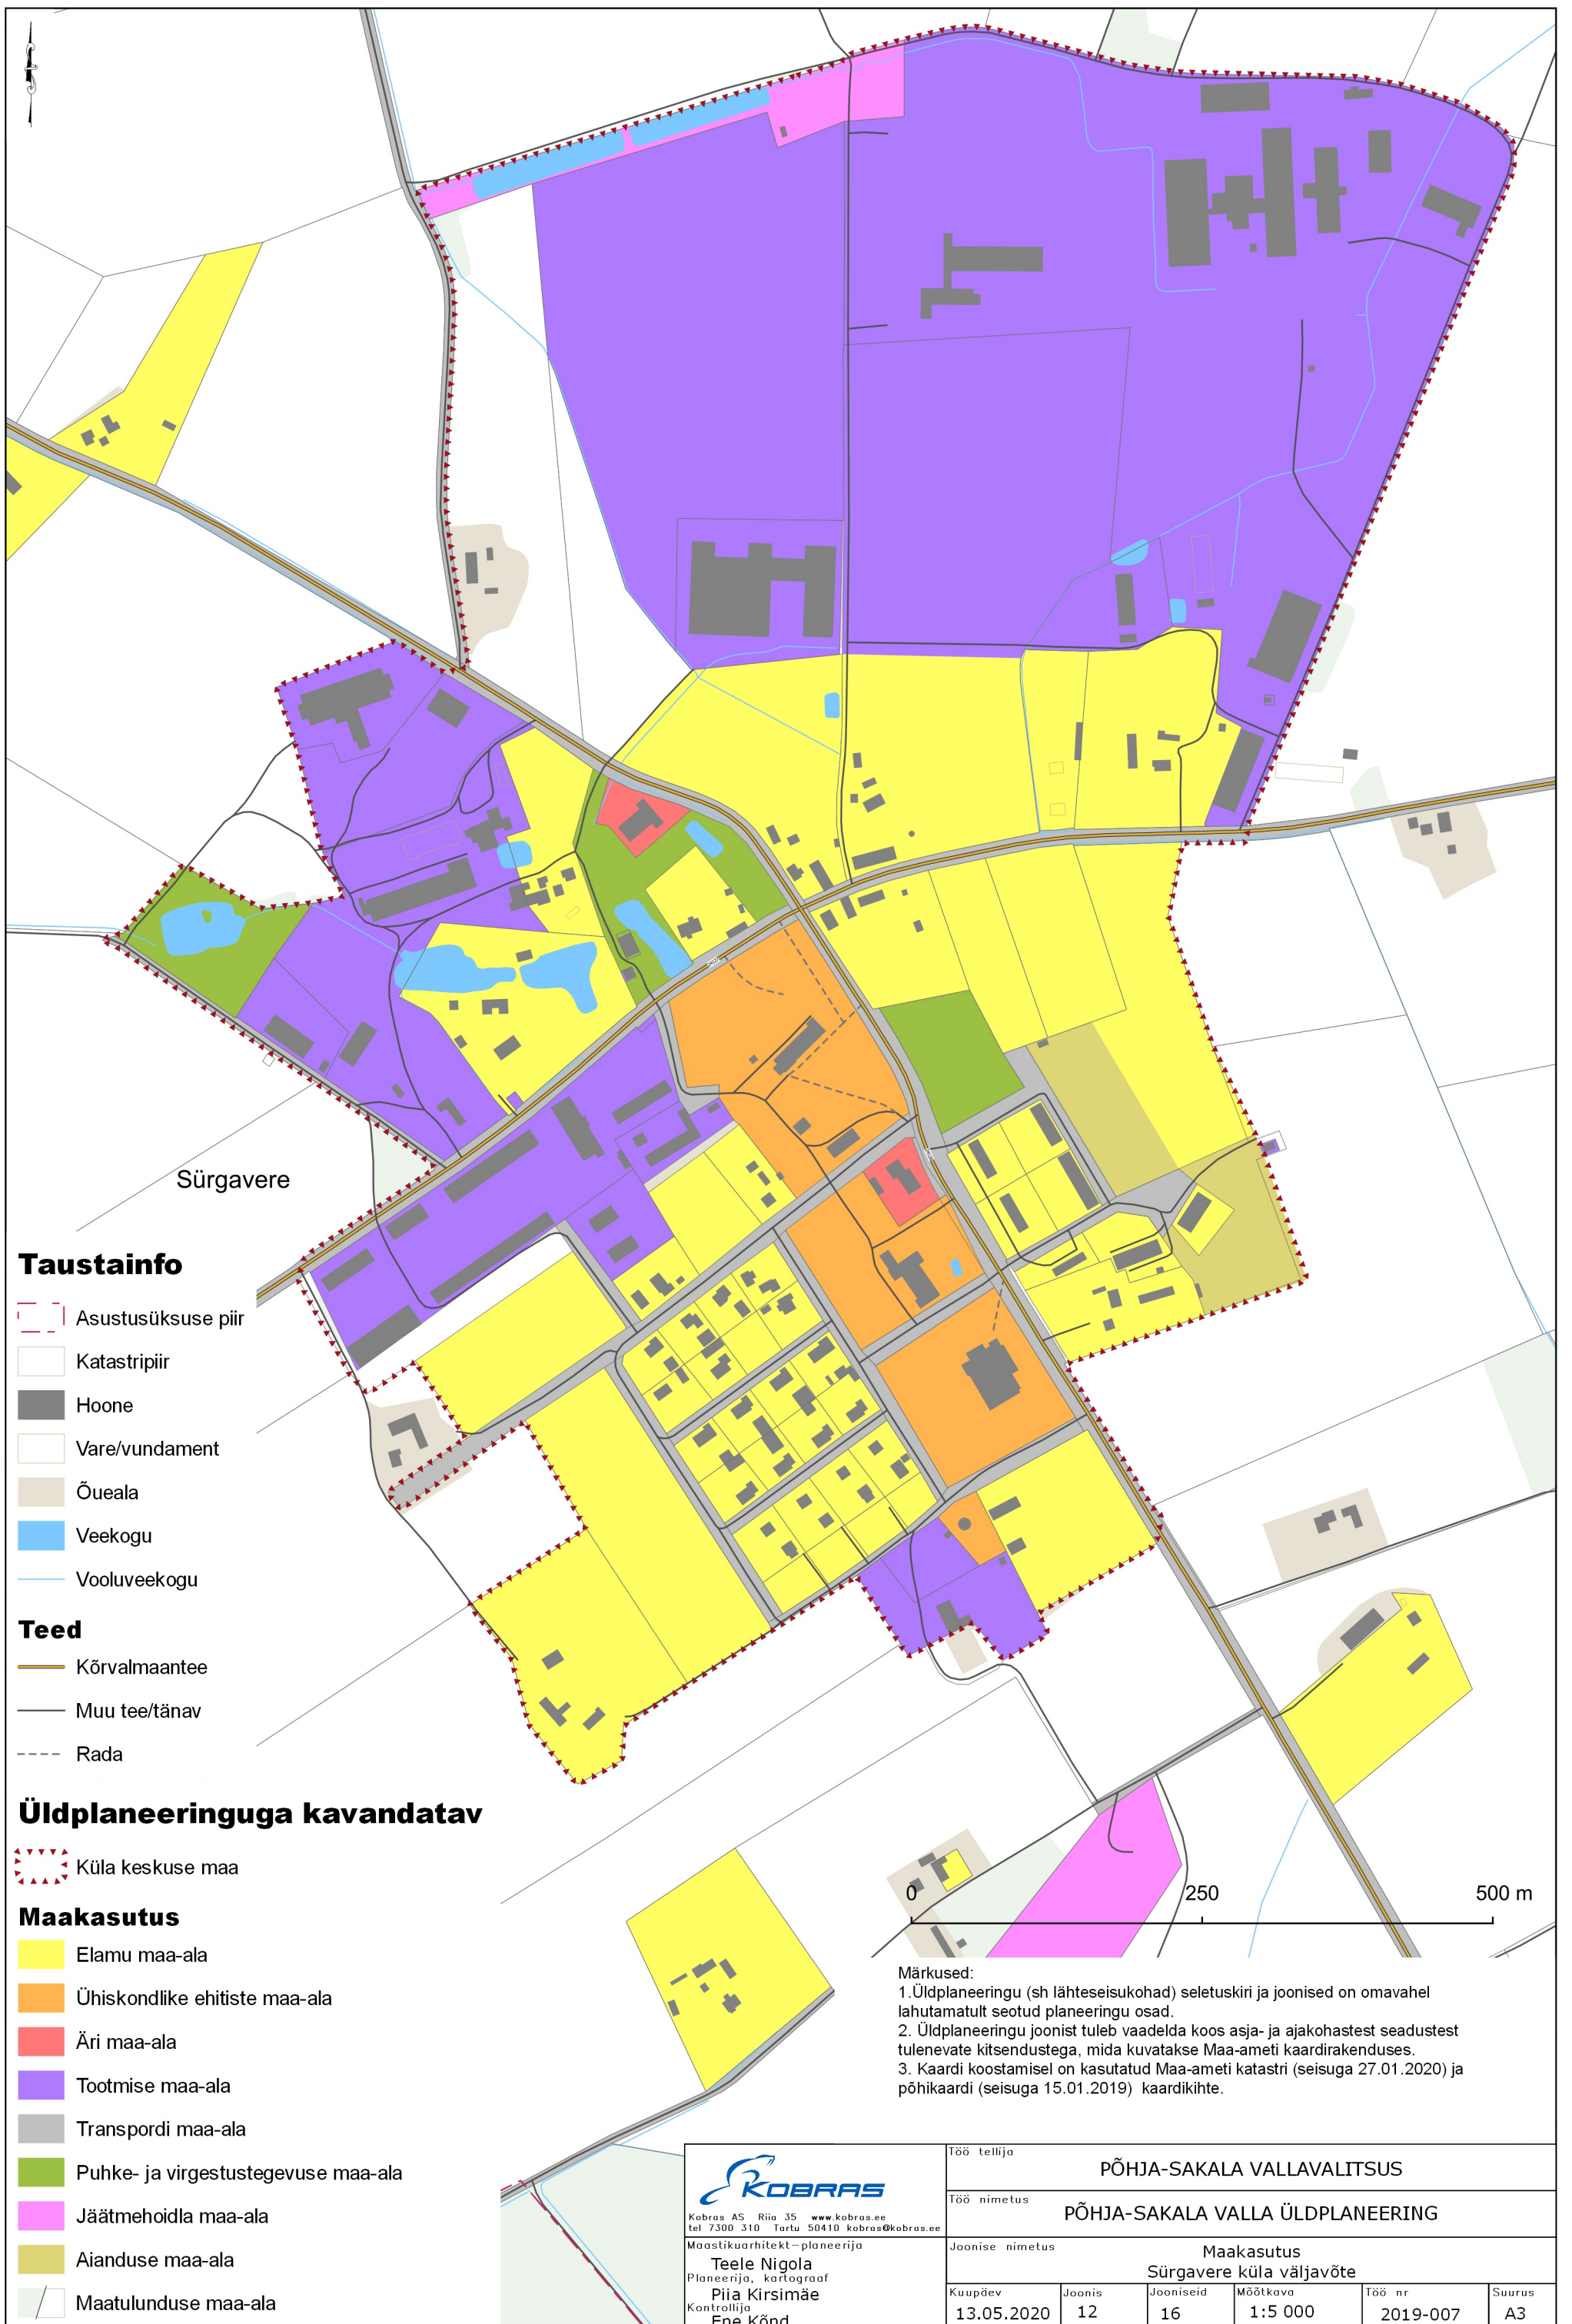 Sürgavere
Taustainfo
Asustusüksuse piir
Katastripiir
Hoone
Vare/vundament
Õueala
Veekogu
Vooluveekogu
Teed
Kõrvalmaantee
Muu tee/tänav
Rada
Üldplaneeringuga kavandatav
Küla keskuse maa
Maakasutus
Elamu maa-ala
Ühiskondlike ehitiste maa-ala
Äri maa-ala
Tootmise maa-ala
Transpordi maa-ala
Puhke- ja virgestustegevuse maa-ala
Jäätmehoidla maa-ala
Aianduse maa-ala
Maatulunduse maa-ala
0 250 500 m
Märkused:
1.Üldplaneeringu (sh lähteseisukohad) seletuskiri ja joonised on omavahel
lahutamatult seotud planeeringu osad.
2. Üldplaneeringu joonist tuleb vaadelda koos asja- ja ajakohastest seadustest
tulenevate kitsendustega, mida kuvatakse Maa-ameti kaardirakenduses.
3. Kaardi koostamisel on kasutatud Maa-ameti katastri (seisuga 27.01.2020) ja
põhikaardi (seisuga 15.01.2019) kaardikihte.
KOBRAS
Kobras AS Riia 35 www.kobras.ee
tel 7300 310 Tartu 50410 kobras@kobras.ee
Maastikuarhitekt-planeerija
Teele Nigola
Planeerija, kartograaf
Piia Kirsimäe
Kontrollija
Ene Kõnd
Töö tellija
PÕHJA-SAKALA VALLAVALITSUS
Töö nimetus
PÕHJA-SAKALA VALLA ÜLDPLANEERING
Joonise nimetus
Maakasutus
Sürgavere küla väljavõte
Kuupäev Joonis Jooniseid Mõõtkava Töö nr Suurus
13.05.2020 12 16 1:5 000 2019-007 A3